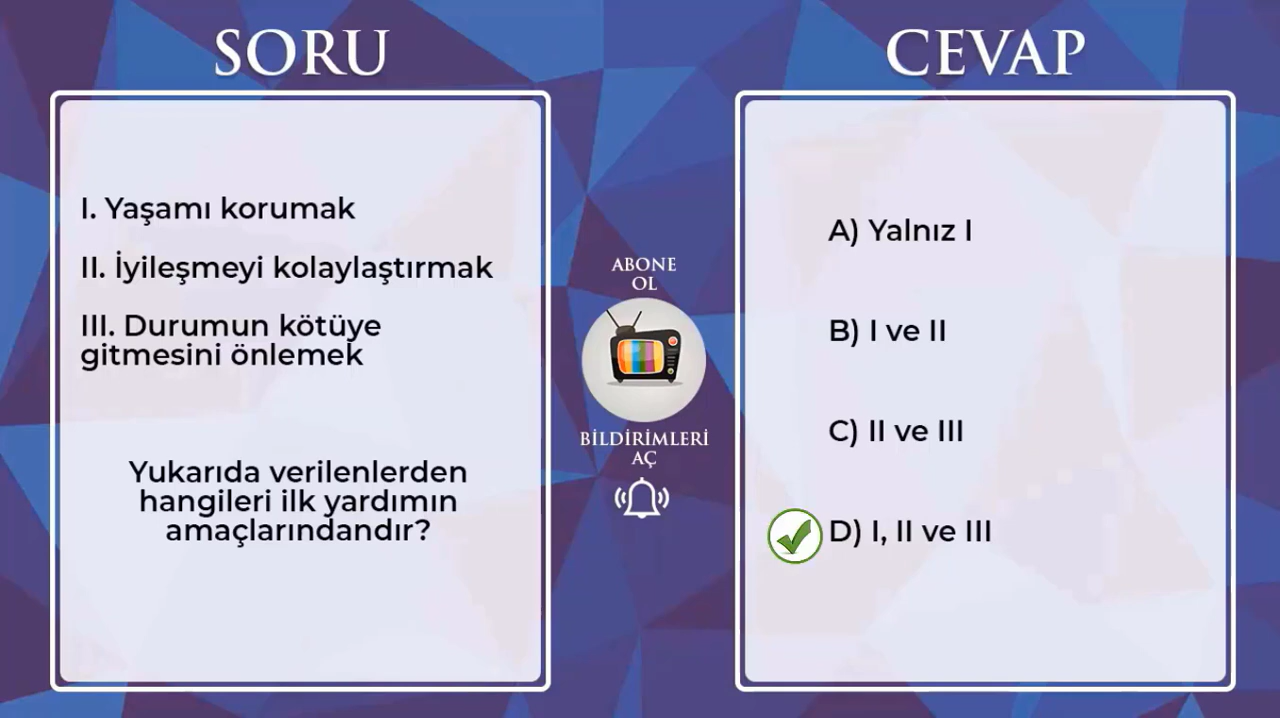 SORU
I. Yaşamı korumak
II. İyileşmeyi kolaylaştırmak
III. Durumun kötüye
gitmesini önlemek
Yukarıda verilenlerden
hangileri ilk yardımın
amaçlarındandır?
ABONE
OL
BİLDİRİMLERİ
AÇ
CEVAP
A) Yalnız I
B) I ve II
C) II ve III
D) I, II ve III